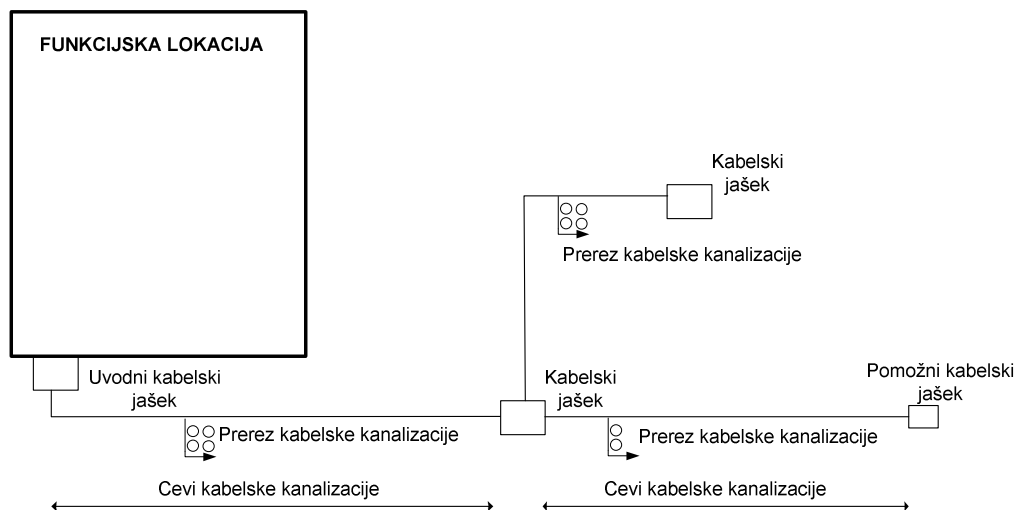 FUNKCIJSKA LOKACIJA
Kabelski
jašek
Prerez kabelske kanalizacije
Uvodni kabelski
jašek
Kabelski
jašek
Pomožni kabelski
jašek
Prerez kabelske kanalizacije
Prerez kabelske kanalizacije
Cevi kabelske kanalizacije
Cevi kabelske kanalizacije